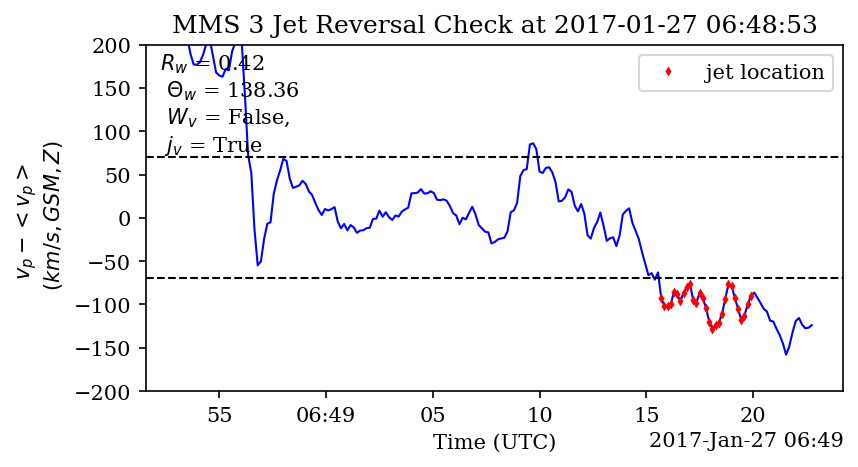 MMS 3 Jet Reversal Check at 2017-01-27 06:48:53
R_w = 0.42
Θ_w = 138.36
W_v = False,
j_v = True
jet location
v_p − <v_p>
(km/s, GSM, Z)
200
150
100
50
0
−50
−100
−150
−200
55
06:49
05
10
15
20
Time (UTC)
2017-Jan-27 06:49